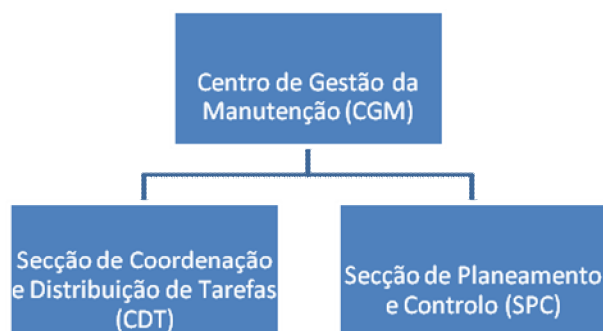 Centro de Gestão da
Manutenção (CGM)
Secção de Coordenação
e Distribuição de Tarefas
(CDT)
Secção de Planeamento
e Controlo (SPC)